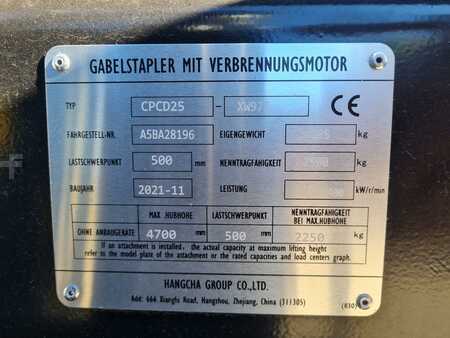 GABELSTAPLER MIT VERBRENNUNGSMOTOR
TYP CPCD25 - XW97 CE
FAHRGESTELL-NR. A5BA28196 EIGENGEWICHT kg
LASTSCHWERPUNKT 500 mm NENNTRAGFÄHIGKEIT 2500 kg
BAUJAHR 2021-11 LEISTUNG kW/r/min
MAX HUBHÖHE LASTSCHWERPUNKT NENNTRAGFÄHIGKEIT
BEI MAX.HUBHÖHE
OHNE ANBAUGERÄTE 4700 mm 500 mm 2250 kg
If an attachment is installed, the actual capacity at maximum lifting height
refer to the model plate of the attachment or the rated capacities and load centers graph.
HANGCHA GROUP CO.,LTD.
Add: 666 Xiangfu Road, Hangzhou, Zhejiang, China (311305)